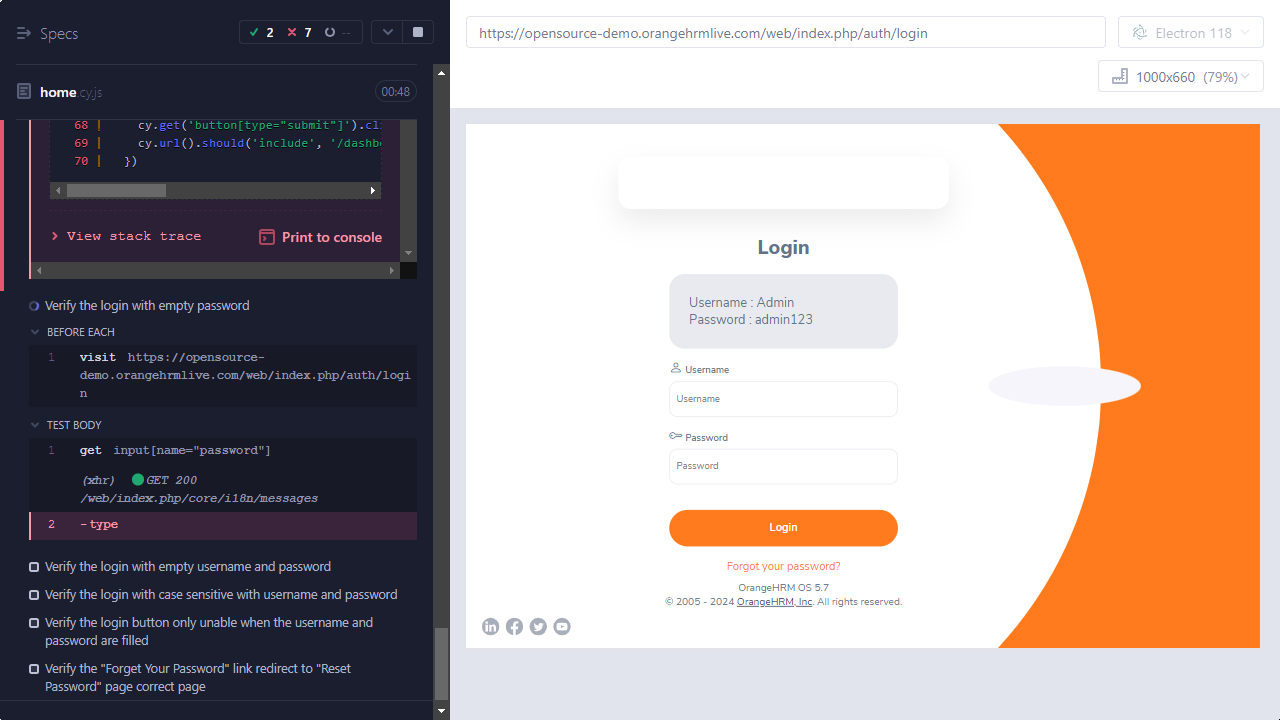 Specs
2
7
--
https://opensource-demo.orangehrmlive.com/web/index.php/auth/login
Electron 118
1000x660 (79%)
home.cy.js
00:48
68 | cy.get('button[type="submit"]').cl
69 | cy.url().should('include', '/dashb
70 | })
View stack trace
Print to console
Verify the login with empty password
BEFORE EACH
1 visit https://opensource-
demo.orangehrmlive.com/web/index.php/auth/logi
n
TEST BODY
1 get input[name="password"]
(xhr) GET 200
/web/index.php/core/i18n/messages
2 -type
Verify the login with empty username and password
Verify the login with case sensitive with username and password
Verify the login button only unable when the username and
password are filled
Verify the "Forget Your Password" link redirect to "Reset
Password" page correct page
Login
Username : Admin
Password : admin123
Username
Username
Password
Password
Login
Forgot your password?
OrangeHRM OS 5.7
© 2005 - 2024 OrangeHRM, Inc. All rights reserved.